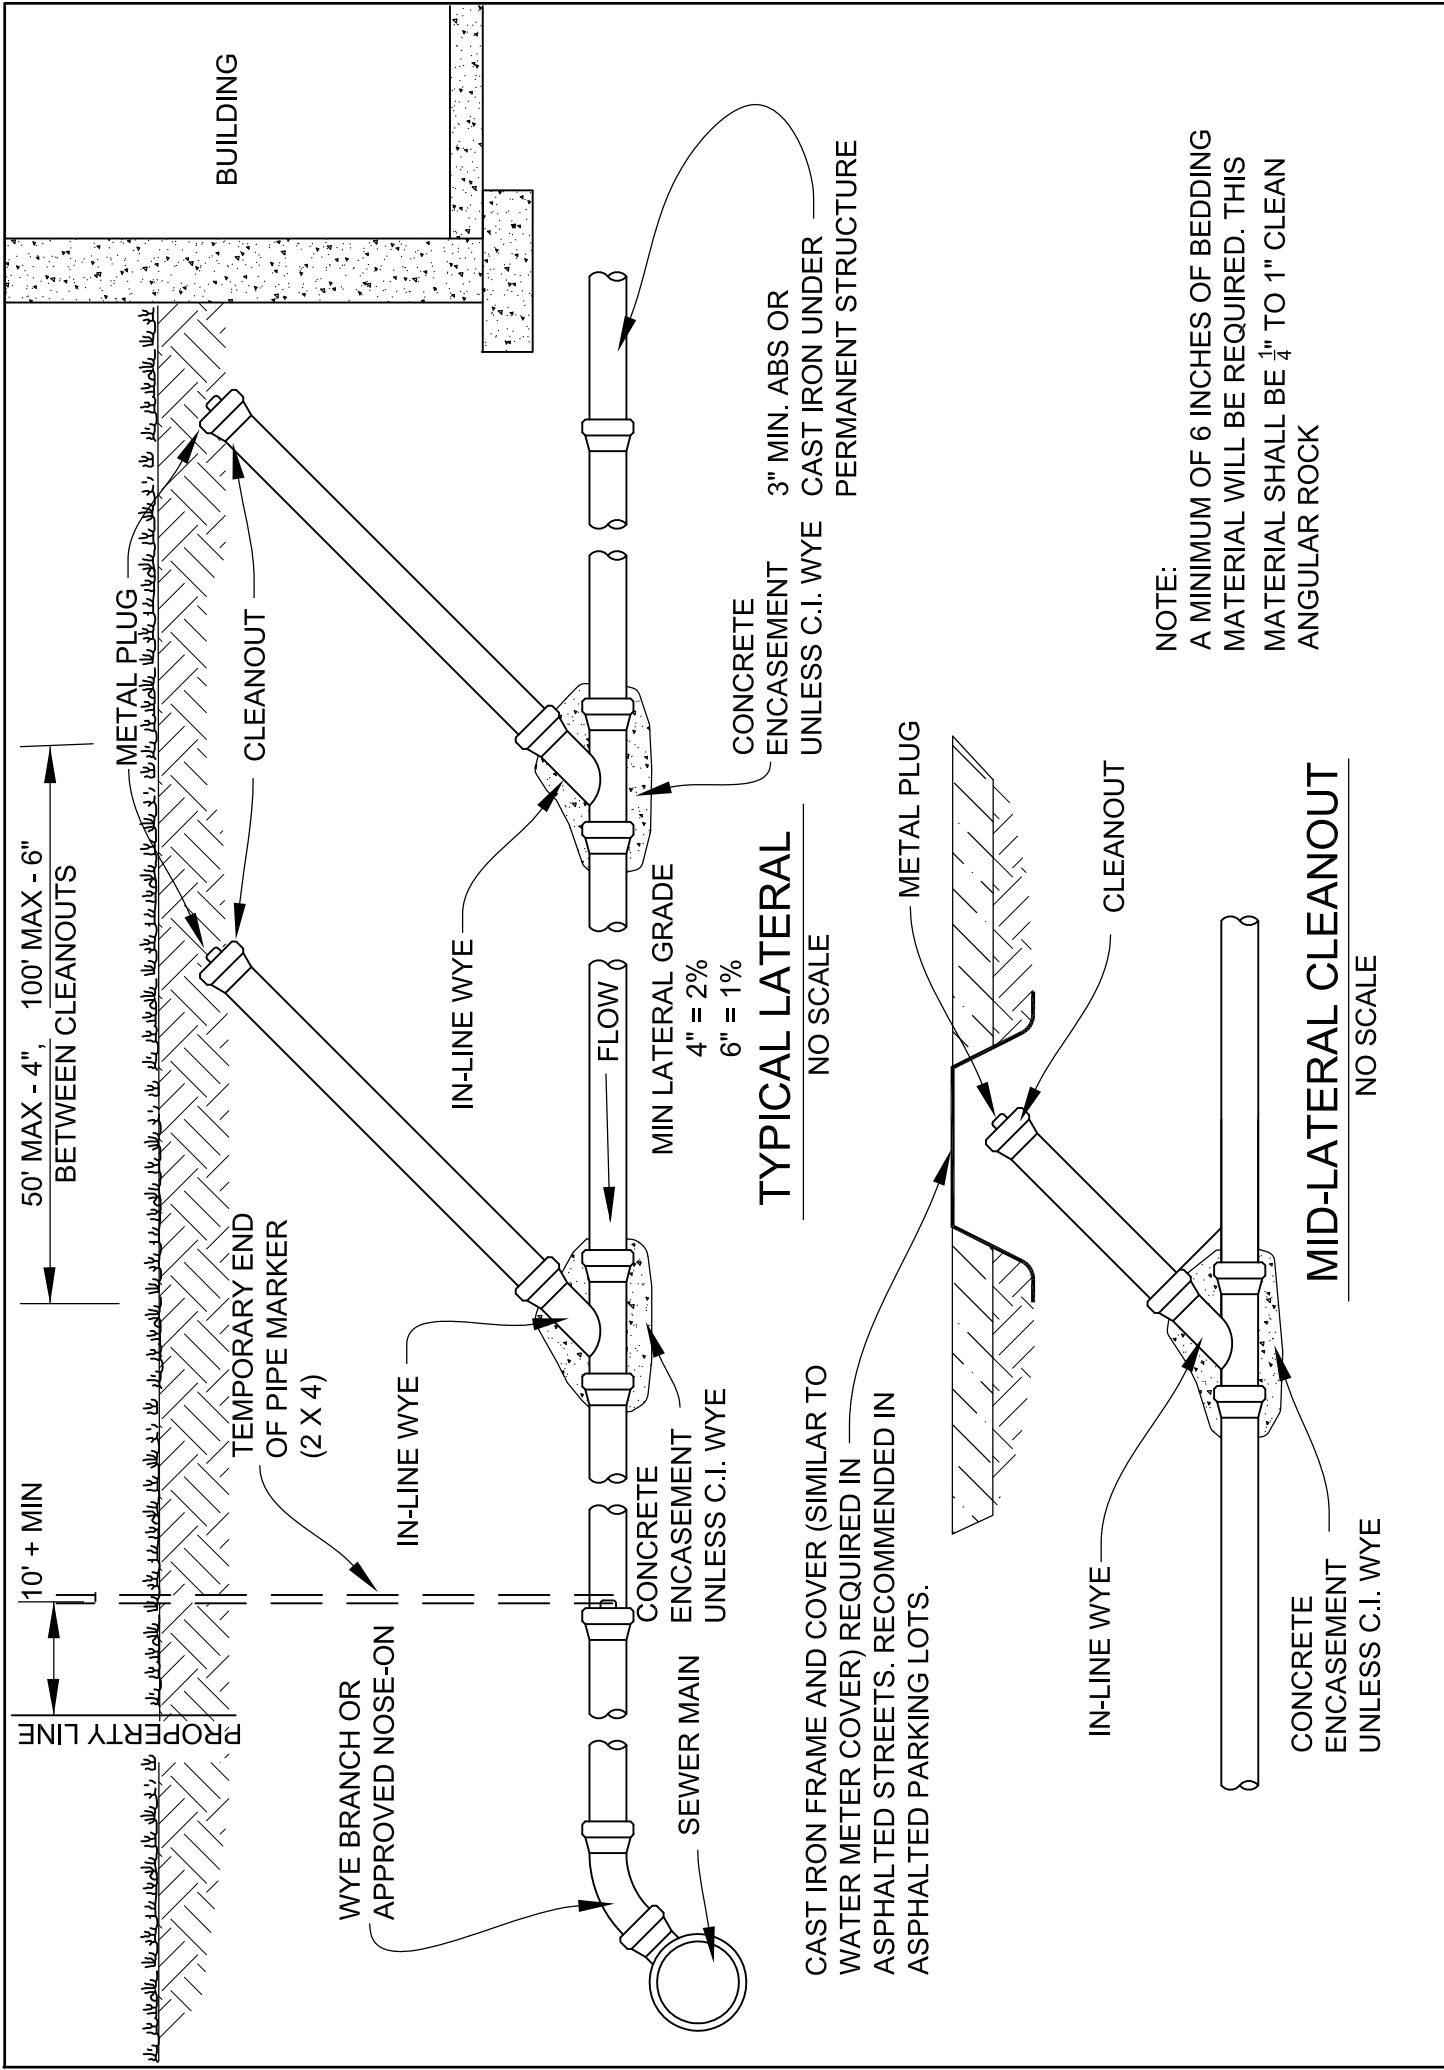 PROPERTY LINE
10' + MIN
50' MAX - 4",   100' MAX - 6"
BETWEEN CLEANOUTS
METAL PLUG
CLEANOUT
BUILDING
TEMPORARY END
OF PIPE MARKER
(2 X 4)
WYE BRANCH OR
APPROVED NOSE-ON
IN-LINE WYE
IN-LINE WYE
FLOW
SEWER MAIN
CONCRETE
ENCASEMENT
UNLESS C.I. WYE
MIN LATERAL GRADE
4" = 2%
6" = 1%
CONCRETE
ENCASEMENT
UNLESS C.I. WYE
3" MIN. ABS OR
CAST IRON UNDER
PERMANENT STRUCTURE
TYPICAL LATERAL
NO SCALE
CAST IRON FRAME AND COVER (SIMILAR TO
WATER METER COVER) REQUIRED IN
ASPHALTED STREETS. RECOMMENDED IN
ASPHALTED PARKING LOTS.
METAL PLUG
CLEANOUT
IN-LINE WYE
CONCRETE
ENCASEMENT
UNLESS C.I. WYE
MID-LATERAL CLEANOUT
NO SCALE
NOTE:
A MINIMUM OF 6 INCHES OF BEDDING
MATERIAL WILL BE REQUIRED. THIS
MATERIAL SHALL BE 1/4" TO 1" CLEAN
ANGULAR ROCK